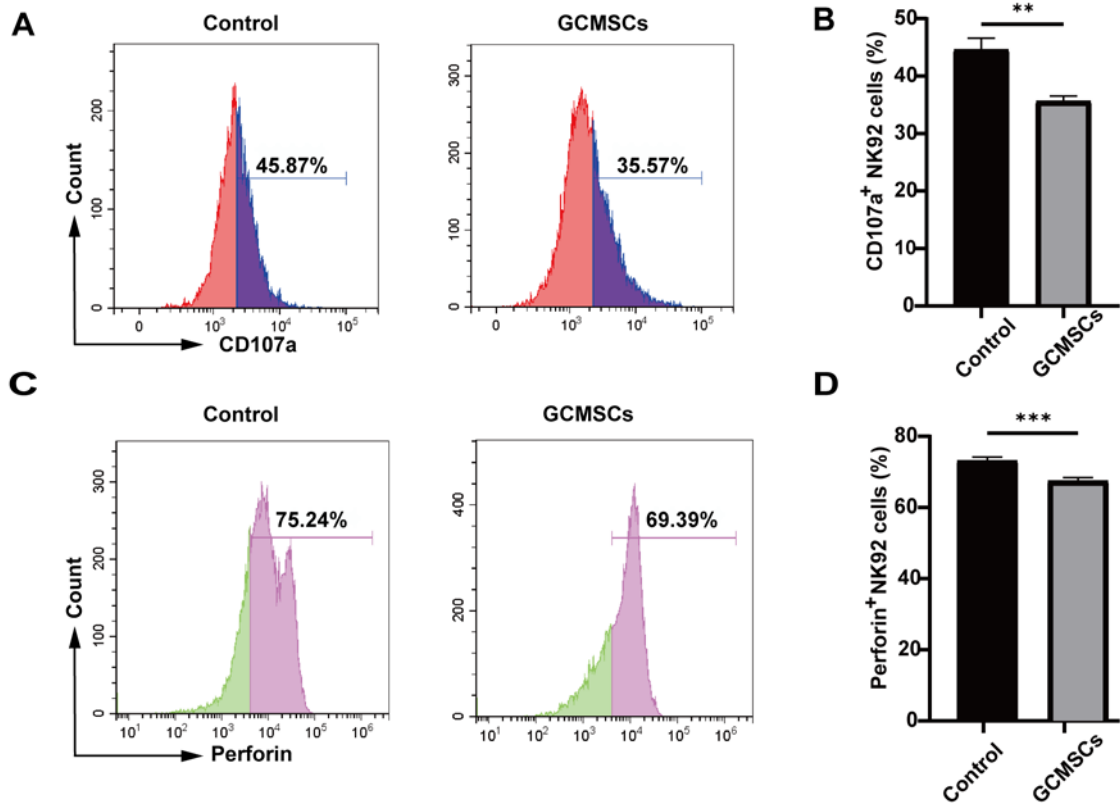 A
Control
GCMSCs
Count
200
100
0
45.87%
0
10³
10⁴
10⁵
CD107a
300
200
100
0
35.57%
0
10³
10⁴
10⁵
B
**
CD107a⁺ NK92 cells (%)
50
40
30
20
10
0
Control
GCMSCs
C
Control
GCMSCs
Count
300
200
100
0
75.24%
10¹
10²
10³
10⁴
10⁵
10⁶
Perforin
400
200
0
69.39%
10¹
10²
10³
10⁴
10⁵
10⁶
D
***
Perforin⁺ NK92 cells (%)
80
60
40
20
0
Control
GCMSCs